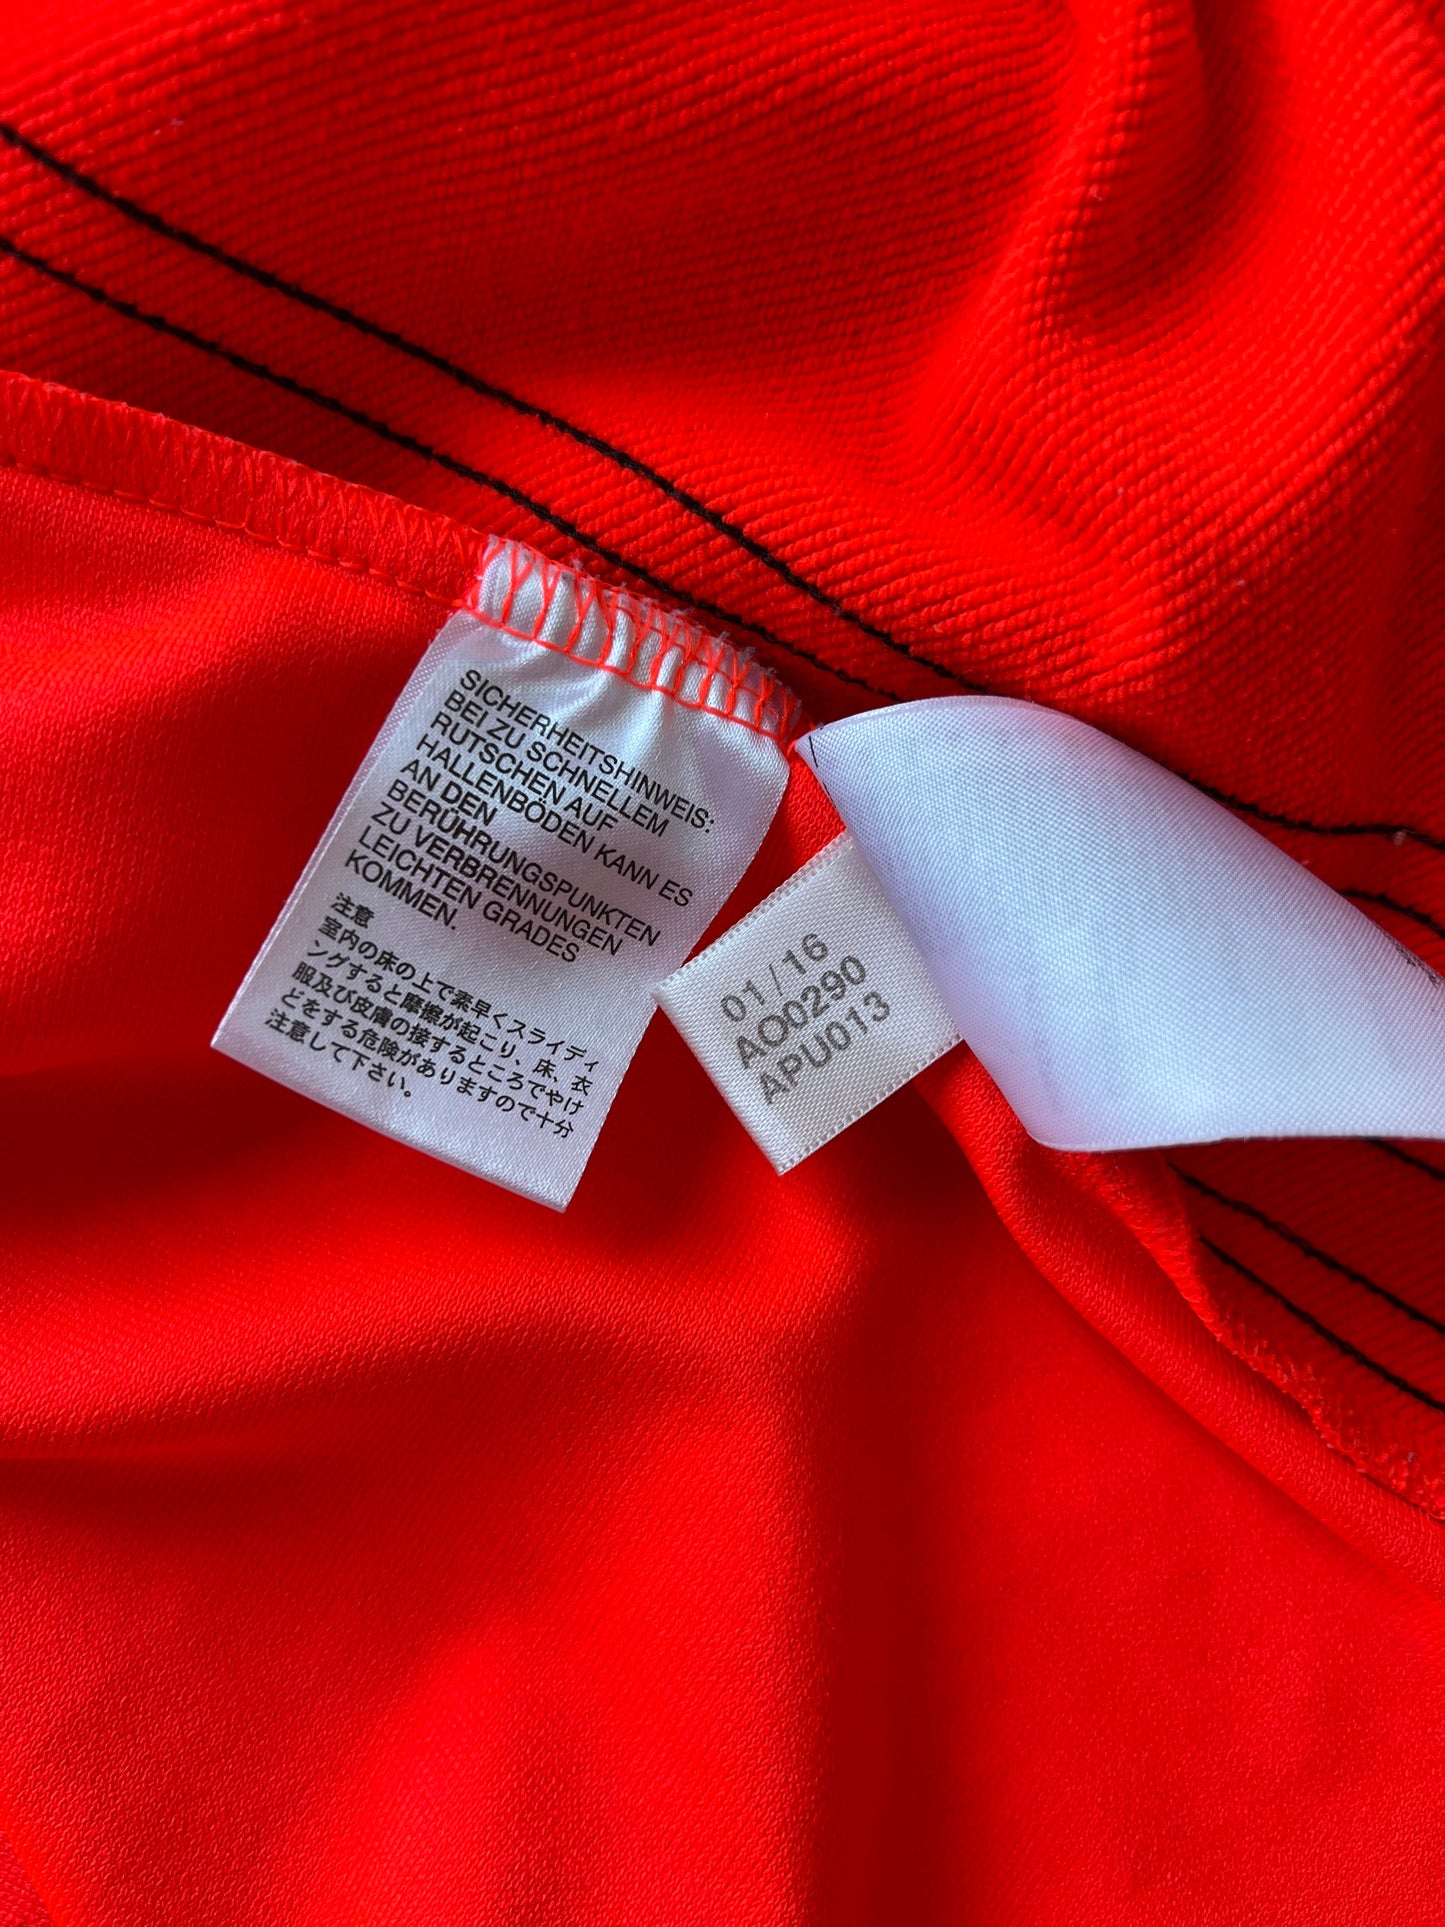 SICHERHEITSHINWEIS:
BEI ZU SCHNELLEM
RUTSCHEN AUF
HALLENBÖDEN KANN ES
AN DEN
BERÜHRUNGSPUNKTEN
ZU VERBRENNUNGEN
LEICHTEN GRADES
KOMMEN.
注意
室内の床の上で素早くスライディ
ングすると摩擦が起こり、床、衣
服及び皮膚の接するところでやけ
どをする危険がありますので十分
注意して下さい。
01/16
AO0290
APU013